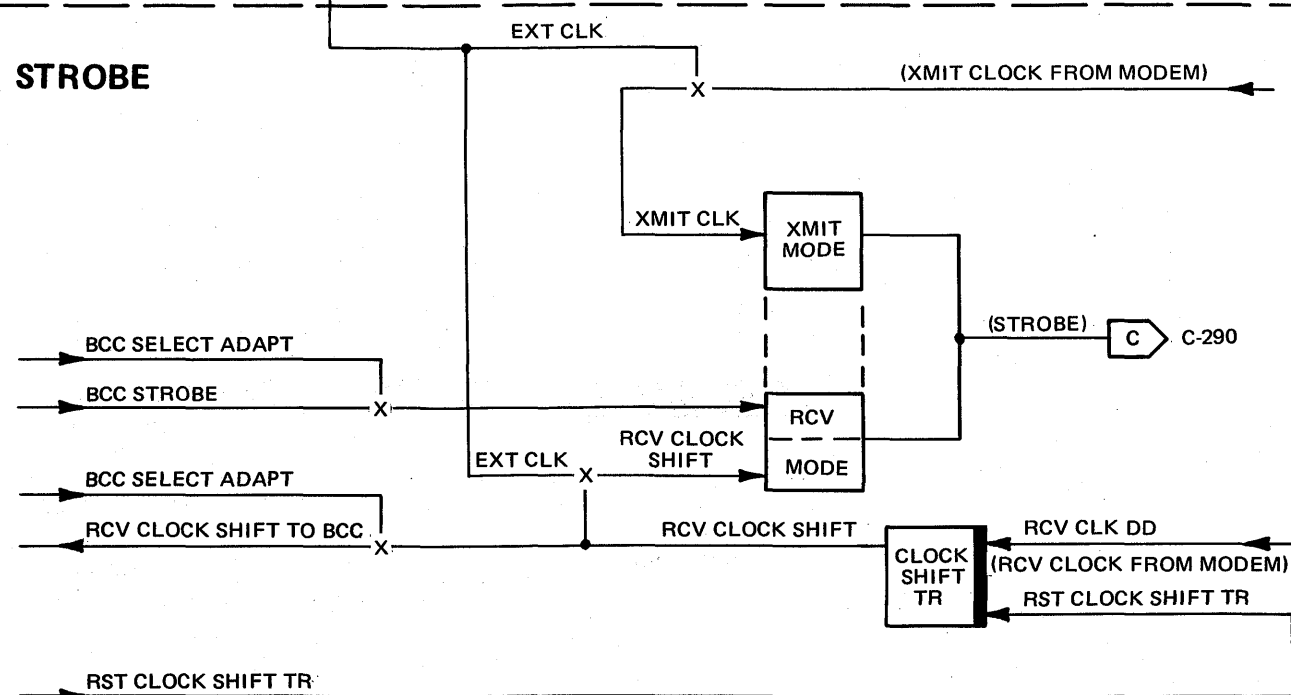 EXT CLK
STROBE
(XMIT CLOCK FROM MODEM)
XMIT CLK
XMIT
MODE
(STROBE)
C
C-290
BCC SELECT ADAPT
BCC STROBE
RCV
MODE
RCV CLOCK
SHIFT
EXT CLK
X
X
X
X
BCC SELECT ADAPT
RCV CLOCK SHIFT TO BCC
RCV CLOCK SHIFT
CLOCK
SHIFT
TR
RCV CLK DD
(RCV CLOCK FROM MODEM)
RST CLOCK SHIFT TR
RST CLOCK SHIFT TR